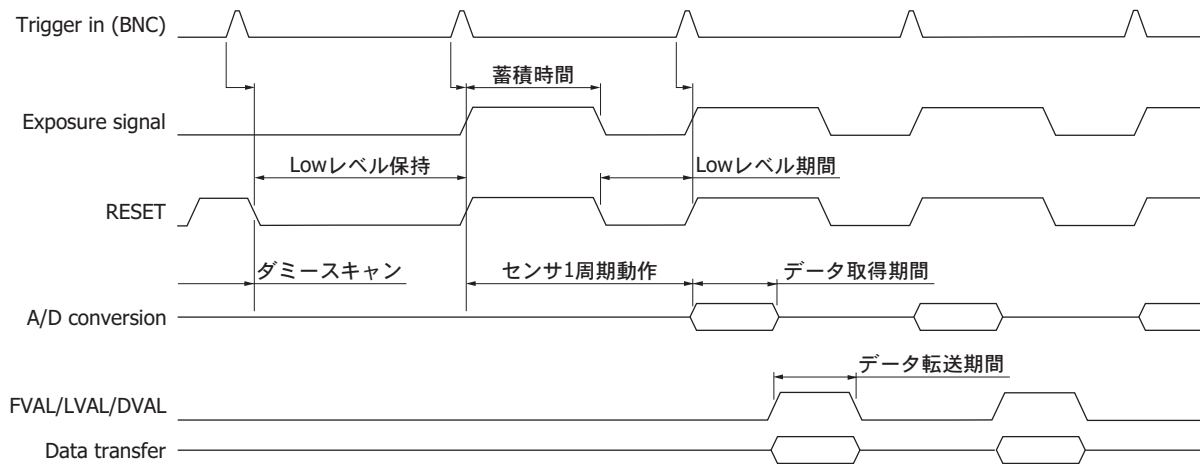 Trigger in (BNC)
蓄積時間
Exposure signal
Lowレベル保持
Lowレベル期間
RESET
ダミースキャン
センサ1周期動作
データ取得期間
A/D conversion
データ転送期間
FVAL/LVAL/DVAL
Data transfer